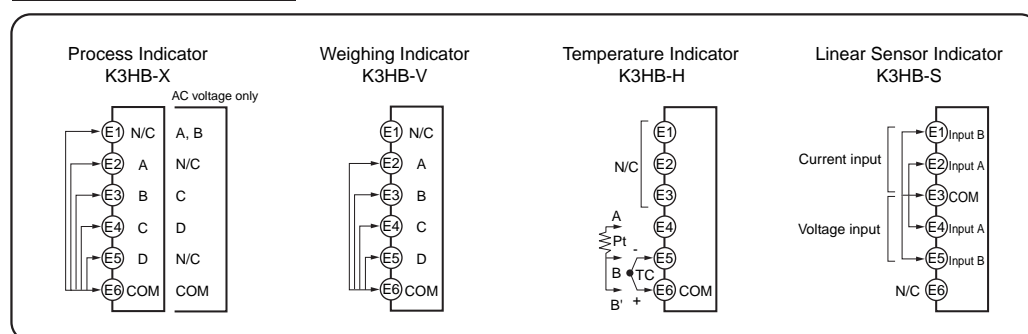 Process Indicator
K3HB-X
AC voltage only
E1 N/C A, B
E2 A N/C
E3 B C
E4 C D
E5 D N/C
E6 COM COM
Weighing Indicator
K3HB-V
E1 N/C
E2 A
E3 B
E4 C
E5 D
E6 COM
Temperature Indicator
K3HB-H
E1
N/C E2
E3
A E4
Pt
- E5
B TC
B' + E6 COM
Linear Sensor Indicator
K3HB-S
E1 Input B
Current input E2 Input A
E3 COM
Voltage input E4 Input A
E5 Input B
N/C E6